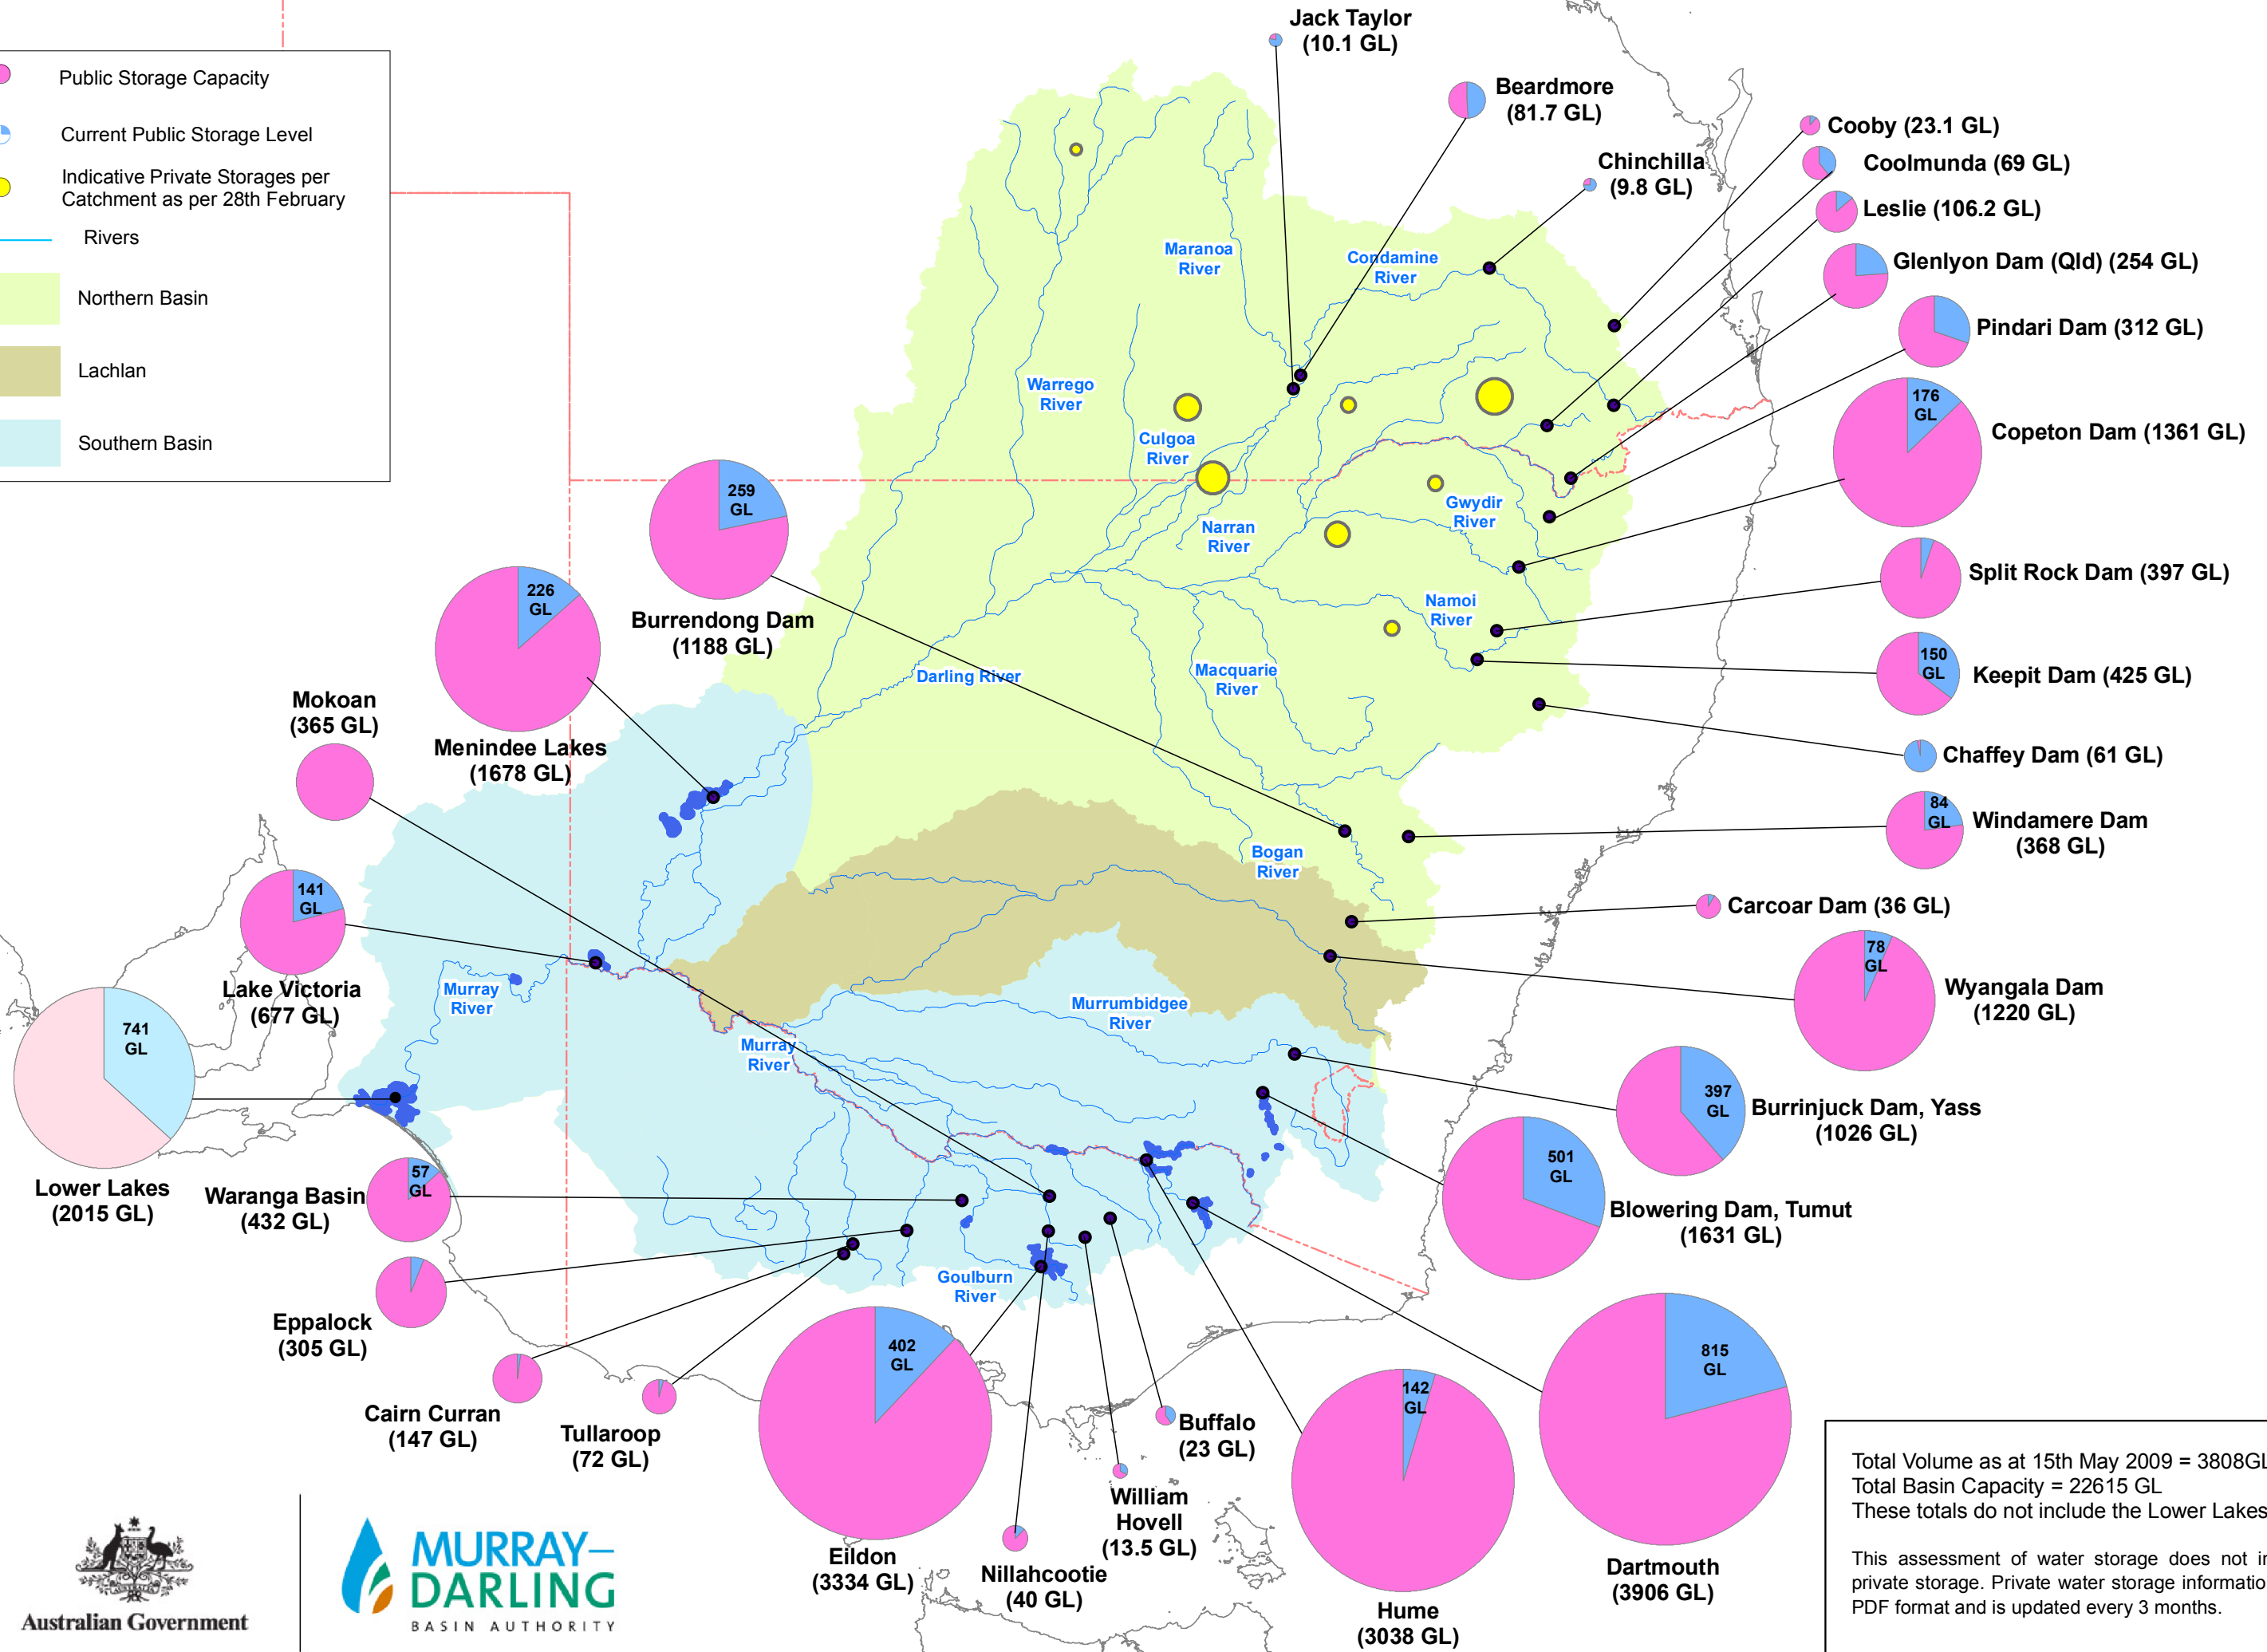 Public Storage Capacity
Current Public Storage Level
Indicative Private Storages per
Catchment as per 28th February
Rivers
Northern Basin
Lachlan
Southern Basin
Jack Taylor
(10.1 GL)
Beardmore
(81.7 GL)
Chinchilla
(9.8 GL)
Cooby (23.1 GL)
Coolmunda (69 GL)
Leslie (106.2 GL)
Glenlyon Dam (Qld) (254 GL)
Pindari Dam (312 GL)
176
GL
Copeton Dam (1361 GL)
Split Rock Dam (397 GL)
150
GL
Keepit Dam (425 GL)
Chaffey Dam (61 GL)
84
GL
Windamere Dam
(368 GL)
Carcoar Dam (36 GL)
78
GL
Wyangala Dam
(1220 GL)
397
GL
Burrinjuck Dam, Yass
(1026 GL)
501
GL
Blowering Dam, Tumut
(1631 GL)
815
GL
Dartmouth
(3906 GL)
142
GL
Hume
(3038 GL)
Buffalo
(23 GL)
William
Hovell
(13.5 GL)
Nillahcootie
(40 GL)
402
GL
Eildon
(3334 GL)
Tullaroop
(72 GL)
Cairn Curran
(147 GL)
Eppalock
(305 GL)
57
GL
Waranga Basin
(432 GL)
741
GL
Lower Lakes
(2015 GL)
141
GL
Lake Victoria
(677 GL)
Mokoan
(365 GL)
226
GL
Menindee Lakes
(1678 GL)
259
GL
Burrendong Dam
(1188 GL)
Maranoa
River
Condamine
River
Warrego
River
Culgoa
River
Narran
River
Gwydir
River
Namoi
River
Macquarie
River
Darling River
Bogan
River
Murray
River
Murrumbidgee
River
Murray
River
Goulburn
River
Australian Government
AUSTRALIA
MURRAY–
DARLING
BASIN AUTHORITY
Total Volume as at 15th May 2009 = 3808GL
Total Basin Capacity = 22615 GL
These totals do not include the Lower Lakes
This assessment of water storage does not in
private storage. Private water storage informatio
PDF format and is updated every 3 months.